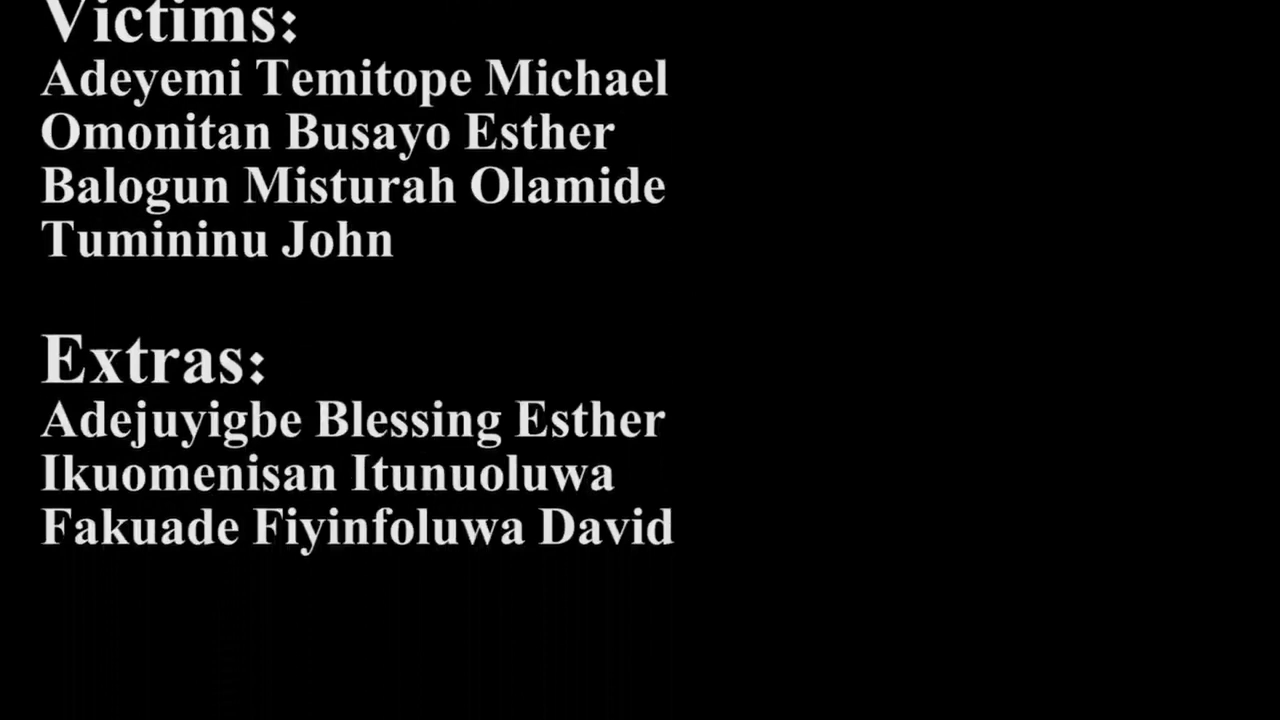 Victims:
Adeyemi Temitope Michael
Omonitan Busayo Esther
Balogun Misturah Olamide
Tumininu John
Extras:
Adejuyigbe Blessing Esther
Ikuomenisan Itunuoluwa
Fakuade Fiyinfoluwa David